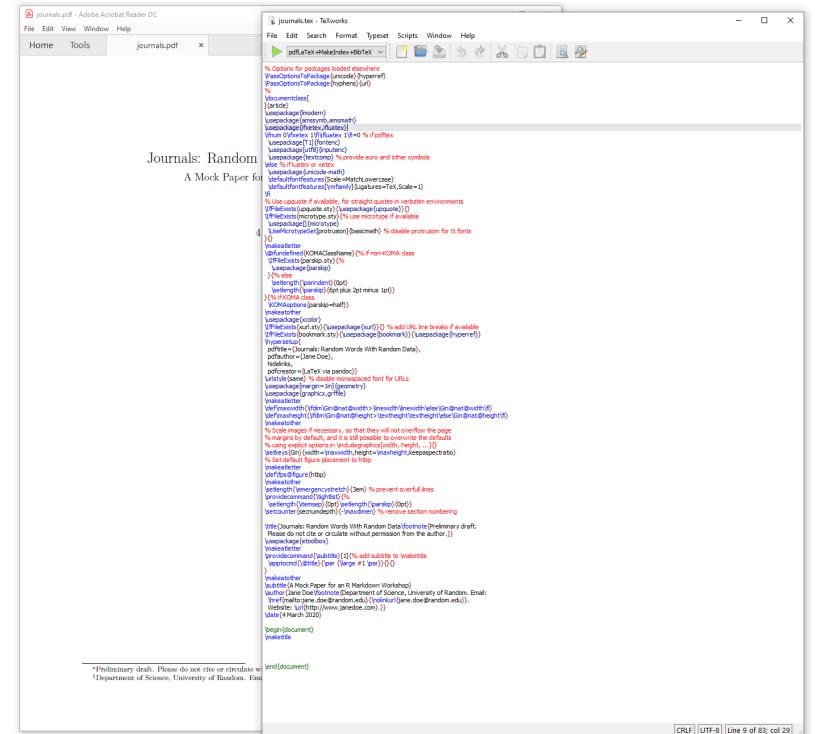 journals.pdf - Adobe Acrobat Reader DC
File Edit View Window Help
Home Tools journals.pdf ×
Journals: Random
A Mock Paper for
4
*Preliminary draft. Please do not cite or circulate w
†Department of Science, University of Random. Ema
journals.tex - TeXworks
File Edit Search Format Typeset Scripts Window Help
pdfLaTeX+MakeIndex+BibTeX
% Options for packages loaded elsewhere
\PassOptionsToPackage{unicode}{hyperref}
\PassOptionsToPackage{hyphens}{url}
%
\documentclass[
]{article}
\usepackage{lmodern}
\usepackage{amssymb,amsmath}
\usepackage{ifxetex,ifluatex}
\ifnum 0\ifxetex 1\fi\ifluatex 1\fi=0 % if pdftex
\usepackage[T1]{fontenc}
\usepackage[utf8]{inputenc}
\usepackage{textcomp} % provide euro and other symbols
\else % if luatex or xetex
\usepackage{unicode-math}
\defaultfontfeatures{Scale=MatchLowercase}
\defaultfontfeatures[\rmfamily]{Ligatures=TeX,Scale=1}
\fi
% Use upquote if available, for straight quotes in verbatim environments
\IfFileExists{upquote.sty}{\usepackage{upquote}}{}
\IfFileExists{microtype.sty}{% use microtype if available
\usepackage[]{microtype}
\UseMicrotypeSet[protrusion]{basicmath} % disable protrusion for tt fonts
}{}
\makeatletter
\@ifundefined{KOMAClassName}{% if non-KOMA class
\IfFileExists{parskip.sty}{%
\usepackage{parskip}
}{% else
\setlength{\parindent}{0pt}
\setlength{\parskip}{6pt plus 2pt minus 1pt}}
}{% if KOMA class
\KOMAoptions{parskip=half}}
\makeatother
\usepackage{xcolor}
\IfFileExists{xurl.sty}{\usepackage{xurl}}{} % add URL line breaks if available
\IfFileExists{bookmark.sty}{\usepackage{bookmark}}{\usepackage{hyperref}}
\hypersetup{
pdftitle={Journals: Random Words With Random Data},
pdfauthor={Jane Doe},
hidelinks,
pdfcreator={LaTeX via pandoc}}
\urlstyle{same} % disable monospaced font for URLs
\usepackage[margin=1in]{geometry}
\usepackage{graphicx,grffile}
\makeatletter
\def\maxwidth{\ifdim\Gin@nat@width>\linewidth\linewidth\else\Gin@nat@width\fi}
\def\maxheight{\ifdim\Gin@nat@height>\textheight\textheight\else\Gin@nat@height\fi}
\makeatother
% Scale images if necessary, so that they will not overflow the page
% margins by default, and it is still possible to overwrite the defaults
% using explicit options in \includegraphics[width, height, ...]{}
\setkeys{Gin}{width=\maxwidth,height=\maxheight,keepaspectratio}
% Set default figure placement to htbp
\makeatletter
\def\fps@figure{htbp}
\makeatother
\setlength{\emergencystretch}{3em} % prevent overfull lines
\providecommand{\tightlist}{%
\setlength{\itemsep}{0pt}\setlength{\parskip}{0pt}}
\setcounter{secnumdepth}{-\maxdimen} % remove section numbering
\title{Journals: Random Words With Random Data\footnote{Preliminary draft.
Please do not cite or circulate without permission from the author.}}
\usepackage{etoolbox}
\makeatletter
\providecommand{\subtitle}[1]{% add subtitle to \maketitle
\apptocmd{\@title}{\par {\large #1 \par}}{}{}
}
\makeatother
\subtitle{A Mock Paper for an R Markdown Workshop}
\author{Jane Doe\footnote{Department of Science, University of Random. Email:
\href{mailto:jane.doe@random.edu}{\nolinkurl{jane.doe@random.edu}}.
Website: \url{http://www.janedoe.com}.}}
\date{4 March 2020}
\begin{document}
\maketitle
\end{document}
CRLF UTF-8 Line 9 of 83; col 29